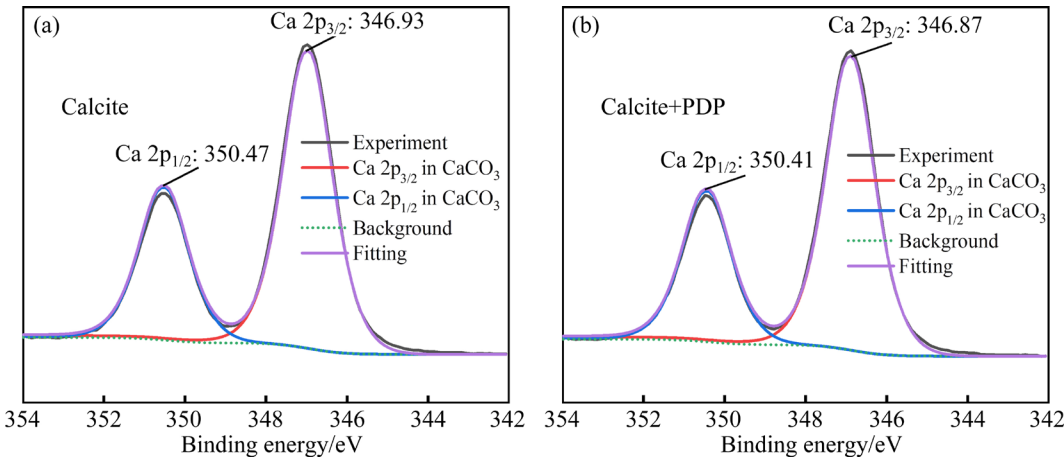 (a)
Ca 2p3/2: 346.93
Calcite
Ca 2p1/2: 350.47
Experiment
Ca 2p3/2 in CaCO3
Ca 2p1/2 in CaCO3
Background
Fitting
354 352 350 348 346 344 342
Binding energy/eV
(b)
Ca 2p3/2: 346.87
Calcite+PDP
Ca 2p1/2: 350.41
Experiment
Ca 2p3/2 in CaCO3
Ca 2p1/2 in CaCO3
Background
Fitting
354 352 350 348 346 344 342
Binding energy/eV